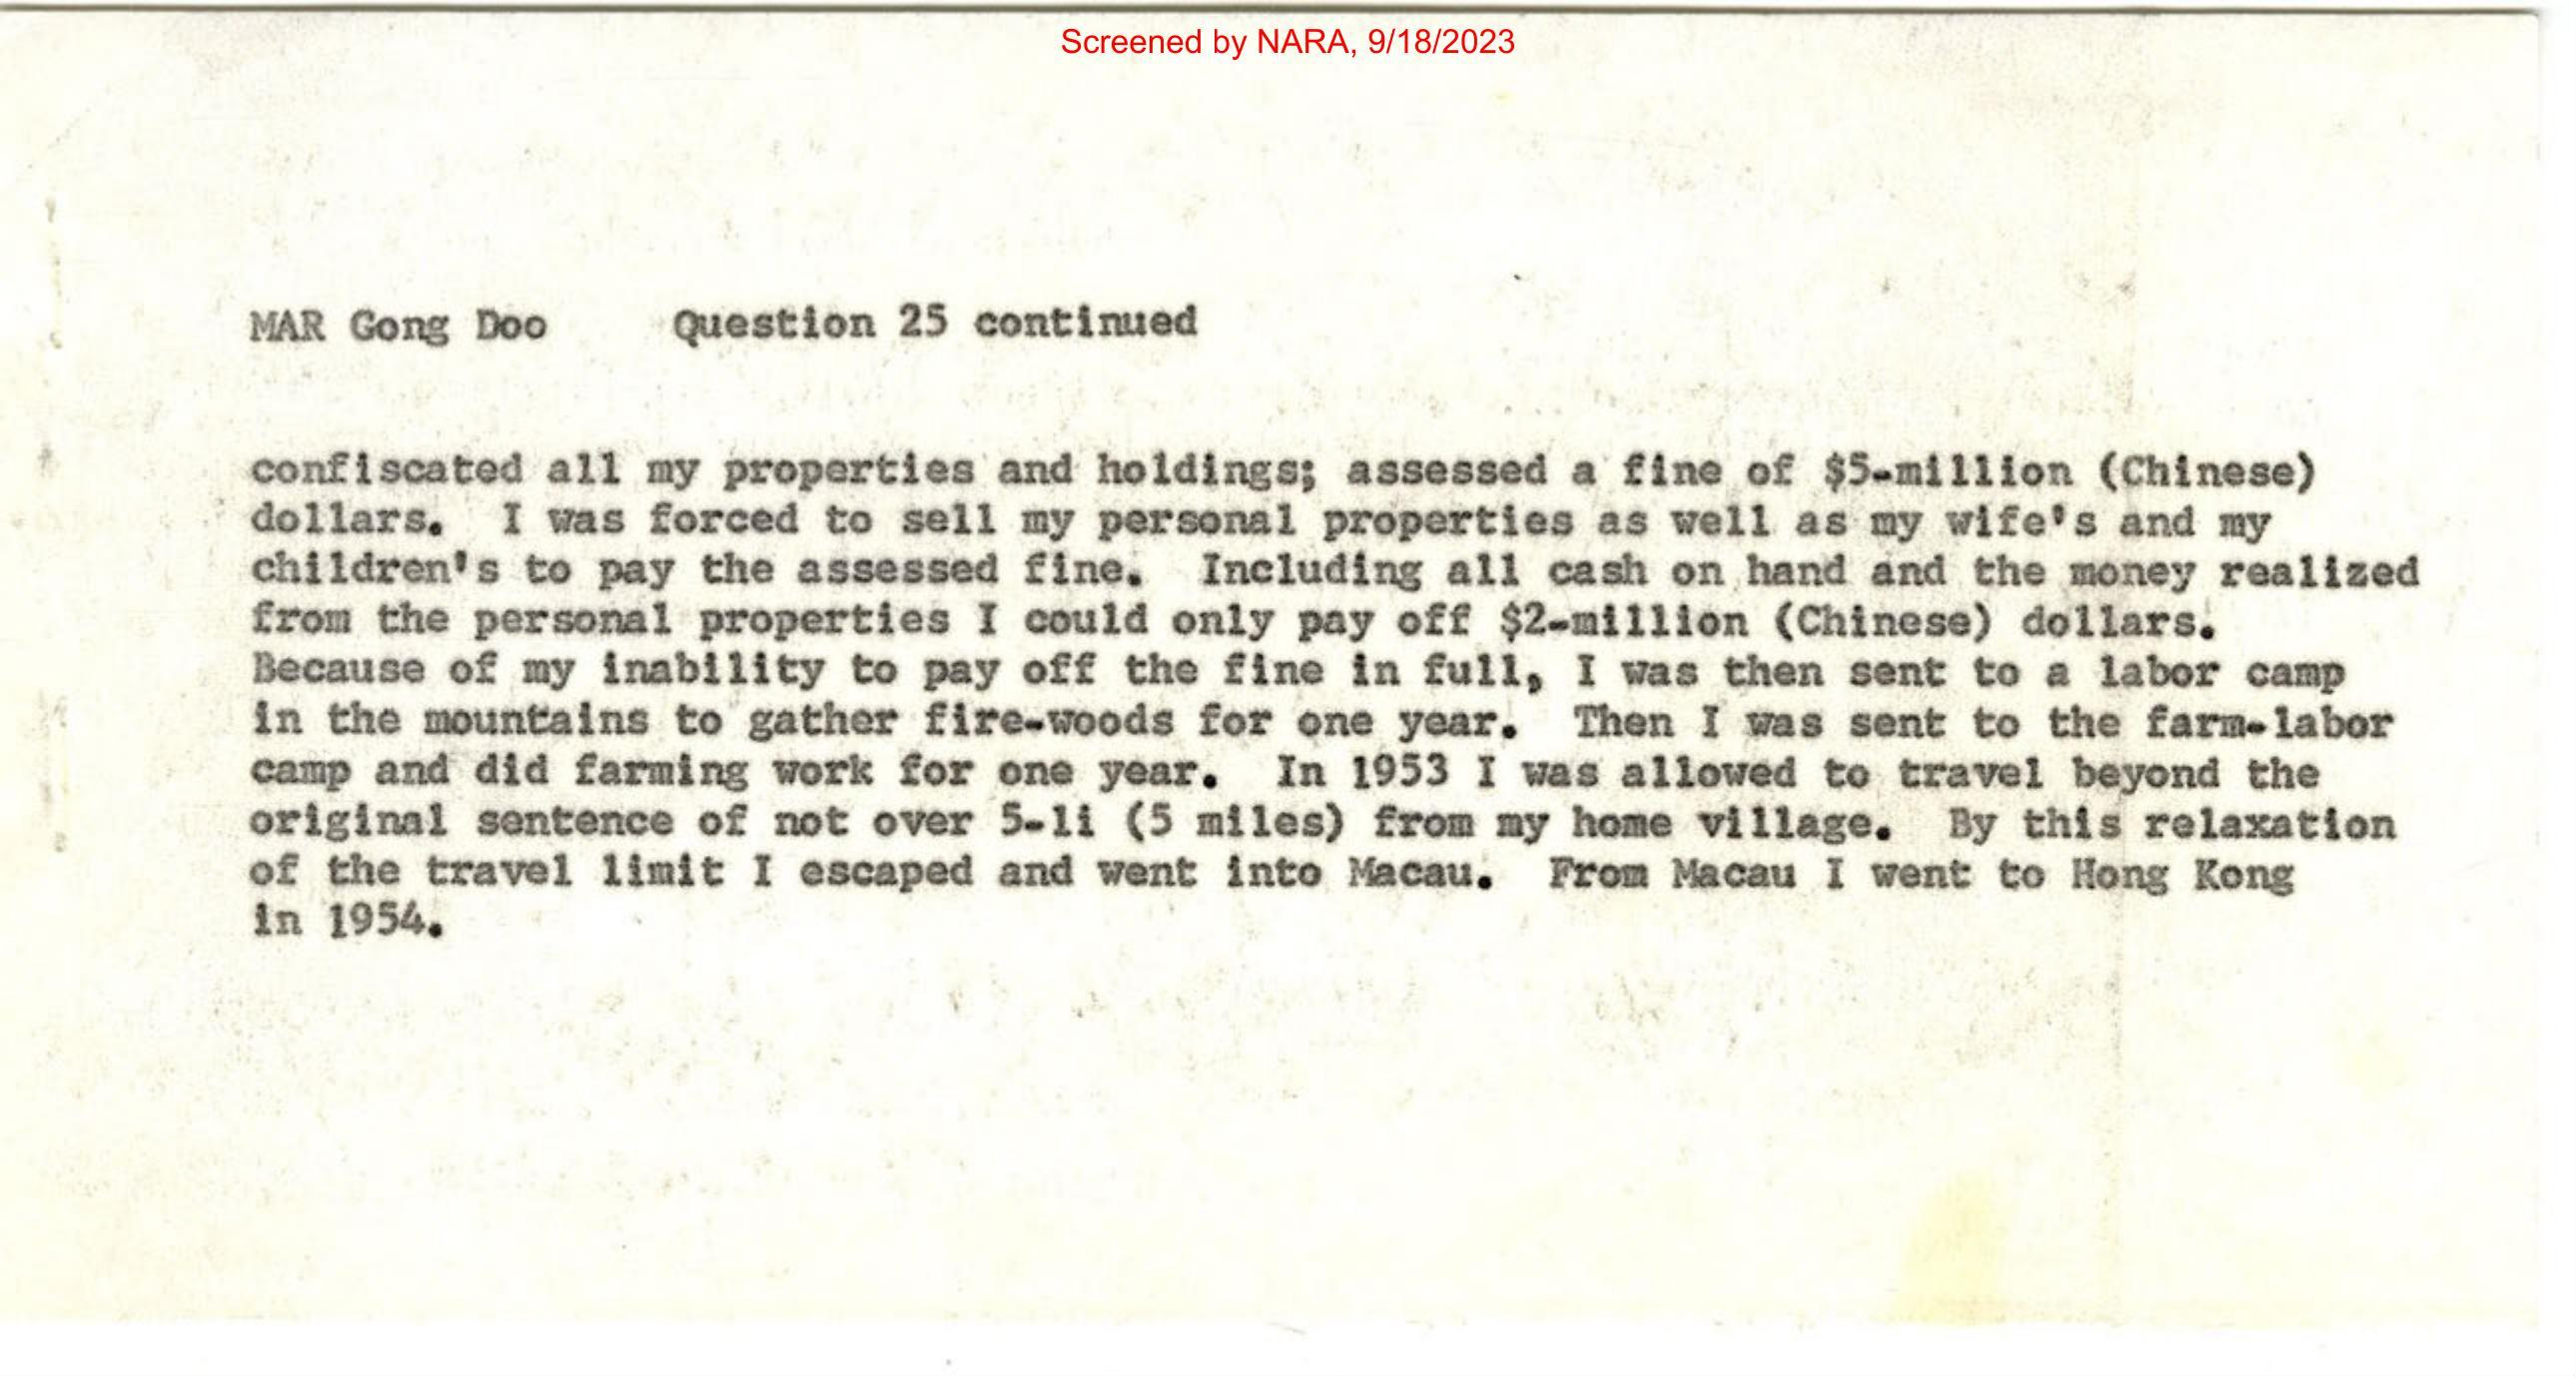 Screened by NARA, 9/18/2023
MAR Gong Doo Question 25 continued
confiscated all my properties and holdings; assessed a fine of $5-million (Chinese)
dollars. I was forced to sell my personal properties as well as my wife's and my
children's to pay the assessed fine. Including all cash on hand and the money realized
from the personal properties I could only pay off $2-million (Chinese) dollars.
Because of my inability to pay off the fine in full, I was then sent to a labor camp
in the mountains to gather fire-woods for one year. Then I was sent to the farm-labor
camp and did farming work for one year. In 1953 I was allowed to travel beyond the
original sentence of not over 5-li (5 miles) from my home village. By this relaxation
of the travel limit I escaped and went into Macau. From Macau I went to Hong Kong
in 1954.